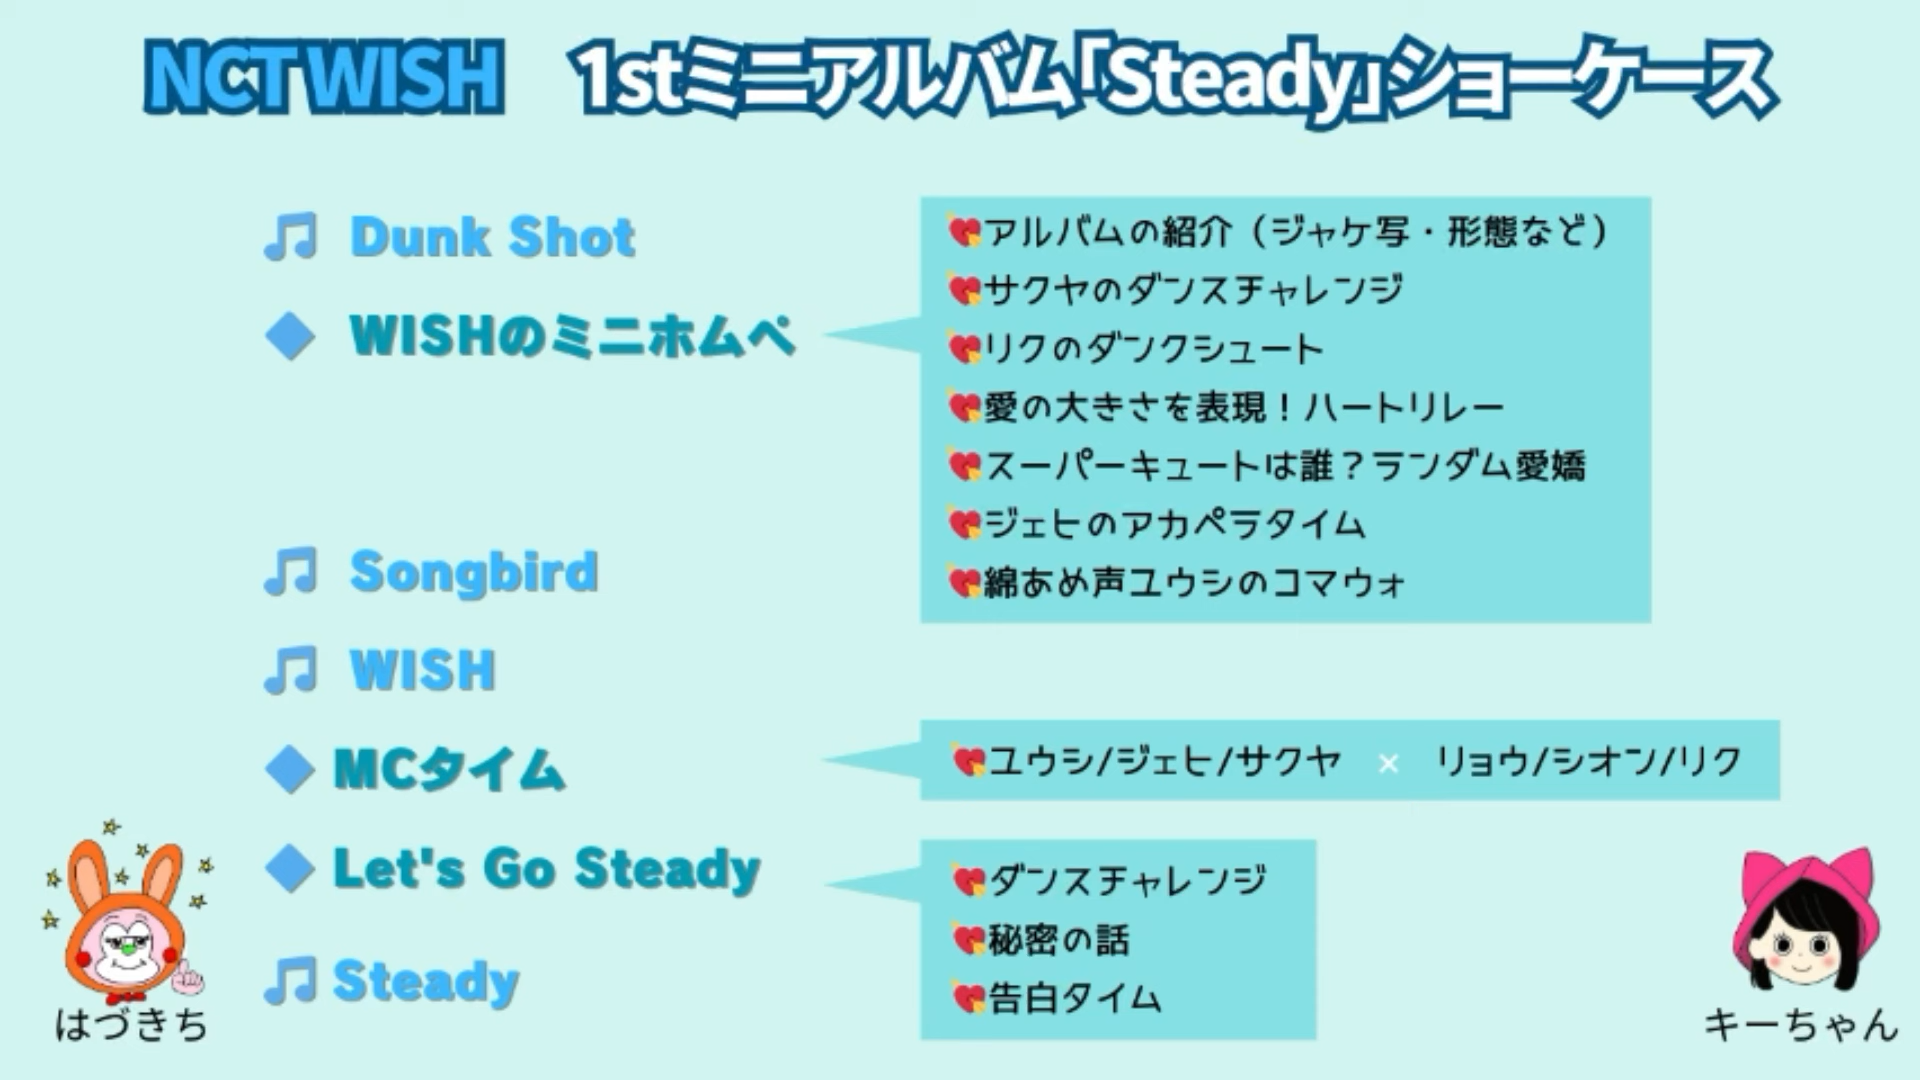 NCT WISH 1stミニアルバム「Steady」ショーケース
Dunk Shot
WISHのミニホムペ
💘アルバムの紹介（ジャケ写・形態など）
💘サクヤのダンスチャレンジ
💘リクのダンクシュート
💘愛の大きさを表現！ハートリレー
💘スーパーキュートは誰？ランダム愛嬌
💘ジェヒのアカペラタイム
💘綿あめ声ユウシのコマウォ
Songbird
WISH
MCタイム
💘ユウシ/ジェヒ/サクヤ × リョウ/シオン/リク
Let's Go Steady
💘ダンスチャレンジ
💘秘密の話
💘告白タイム
Steady
はづきち
キーちゃん